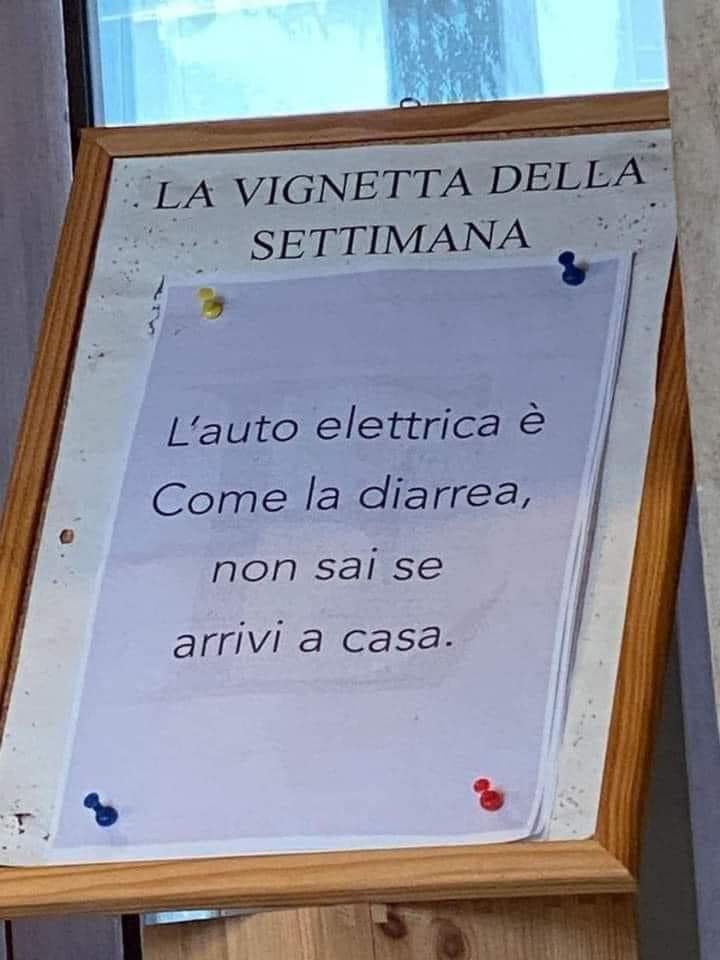 LA VIGNETTA DELLA
SETTIMANA
L'auto elettrica è
Come la diarrea,
non sai se
arrivi a casa.